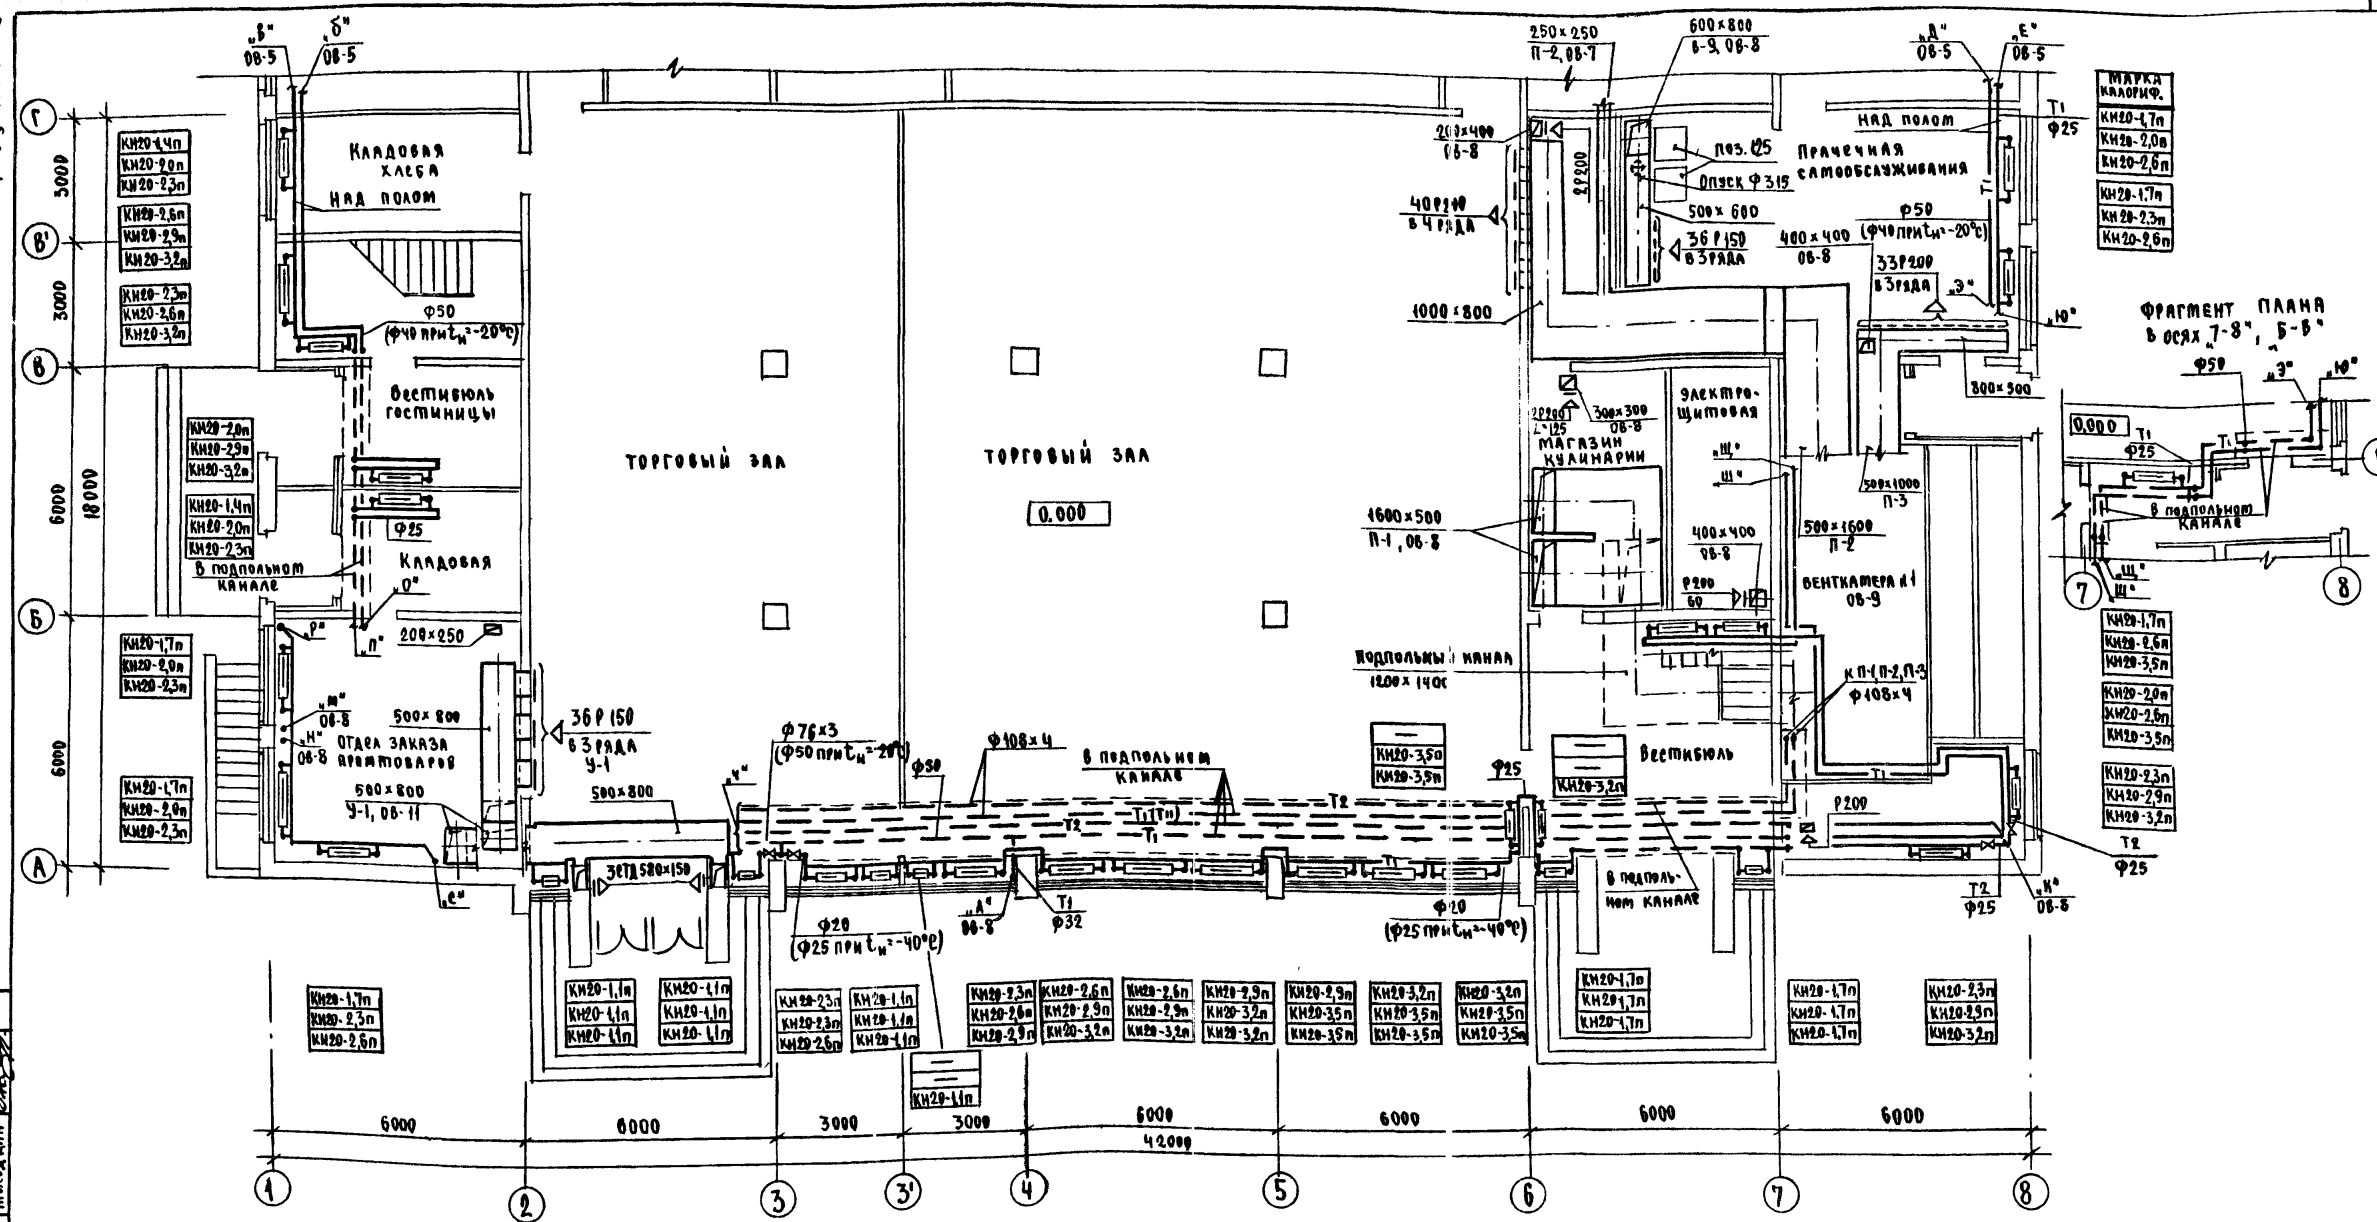 „В"
ОВ-5
„Б"
ОВ-5
250×250
П-2, ОВ-7
600×800
В-9, ОВ-8
„Д"
ОВ-5
„Е"
ОВ-5
МАРКА
КАЛОРИФ.
КН20-1,7п
КН20-2,0п
КН20-2,6п
КН20-1,7п
КН20-2,3п
КН20-2,6п
Т1
Ф25
Г
В'
В
Б
А
3000
3000
6000
6000
18000
КН20-1,4п
КН20-2,0п
КН20-2,3п
КН20-2,6п
КН20-2,9п
КН20-3,2п
КН20-2,3п
КН20-2,6п
КН20-3,2п
КЛАДОВАЯ
ХЛЕБА
НАД ПОЛОМ
Ф50
(Ф40 ПРИ tн=-20°С)
ВЕСТИБЮЛЬ
ГОСТИНИЦЫ
КН20-2,0п
КН20-2,9п
КН20-3,2п
КН20-1,4п
КН20-2,0п
КН20-2,3п
Ф25
В ПОДПОЛЬНОМ
КАНАЛЕ
КЛАДОВАЯ
„О"
„Р"
„П"
200×250
КН20-1,7п
КН20-2,0п
КН20-2,3п
КН20-1,7п
КН20-2,0п
КН20-2,3п
„М"
ОВ-8
„Н"
ОВ-8
500×800
ОТДЕЛ ЗАКАЗА
ПРОМТОВАРОВ
500×800
У-1, ОВ-11
36Р150
В 3 РЯДА
У-1
500×800
„С"
ТОРГОВЫЙ ЗАЛ
ТОРГОВЫЙ ЗАЛ
0.000
200×400
ОВ-8
2Р200
40Р200
В 4 РЯДА
ПОЗ.125
ОПУСК Ф315
500×600
36Р150
В 3 РЯДА
ПРАЧЕЧНАЯ
САМООБСЛУЖИВАНИЯ
НАД ПОЛОМ
Т1
400×400
ОВ-8
Ф50
(Ф40 ПРИ tн=-20°С)
33Р200
В 3 РЯДА
„Э"
„Ю"
1000×800
800×500
ФРАГМЕНТ ПЛАНА
В ОСЯХ „7-8", „Б-В"
Ф50
„Э"
„Ю"
0.000
Т1
Ф25
Т1
В ПОДПОЛЬНОМ
КАНАЛЕ
„Щ"
„Ш"
7
8
2Р200
300×300
ОВ-8
МАГАЗИН
КУЛИНАРИИ
ЭЛЕКТРО-
ЩИТОВАЯ
„Щ"
„Ш"
500×1000
П-3
1600×500
П-1, ОВ-8
400×400
ОВ-8
500×1600
П-2
Р200
60
ВЕНТКАМЕРА №1
ОВ-9
ПОДПОЛЬНЫЙ КАНАЛ
1200×1400
К П-1, П-2, П-3
Ф108×4
КН20-1,7п
КН20-2,6п
КН20-3,5п
КН20-2,0п
КН20-2,6п
КН20-3,5п
КН20-2,3п
КН20-2,9п
КН20-3,2п
Ф76×3
(Ф50 ПРИ tн=-20°С)
„Ч"
Ф50
Ф108×4
В ПОДПОЛЬНОМ
КАНАЛЕ
—
КН20-3,5п
КН20-3,5п
Ф25
—
—
КН20-3,2п
ВЕСТИБЮЛЬ
Т2
Т1(Т11)
Т2
Т1
Т1
Т1
Р200
Т2
Ф25
3СТД 580×150
Ф20
(Ф25 ПРИ tн=-40°С)
„Л"
ОВ-8
Т1
Ф32
Ф20
(Ф25 ПРИ tн=-40°С)
В ПОДПОЛЬ-
НОМ КАНАЛЕ
Т2
Ф25
„К"
ОВ-8
КН20-1,7п
КН20-2,3п
КН20-2,6п
КН20-1,1п
КН20-1,1п
КН20-1,1п
КН20-1,1п
КН20-1,1п
КН20-1,1п
КН20-2,3п
КН20-2,3п
КН20-2,6п
КН20-1,1п
КН20-1,1п
КН20-1,1п
—
—
КН20-1,1п
КН20-2,3п
КН20-2,6п
КН20-2,9п
КН20-2,6п
КН20-2,9п
КН20-3,2п
КН20-2,6п
КН20-2,9п
КН20-3,2п
КН20-2,9п
КН20-3,2п
КН20-3,2п
КН20-2,9п
КН20-3,5п
КН20-3,5п
КН20-3,2п
КН20-3,5п
КН20-3,5п
КН20-3,2п
КН20-3,5п
КН20-3,5п
КН20-1,7п
КН20-1,7п
КН20-1,7п
КН20-1,7п
КН20-1,7п
КН20-1,7п
КН20-2,3п
КН20-2,9п
КН20-3,2п
6000
6000
3000
3000
6000
6000
6000
6000
42000
1
2
3
3'
4
5
6
7
8